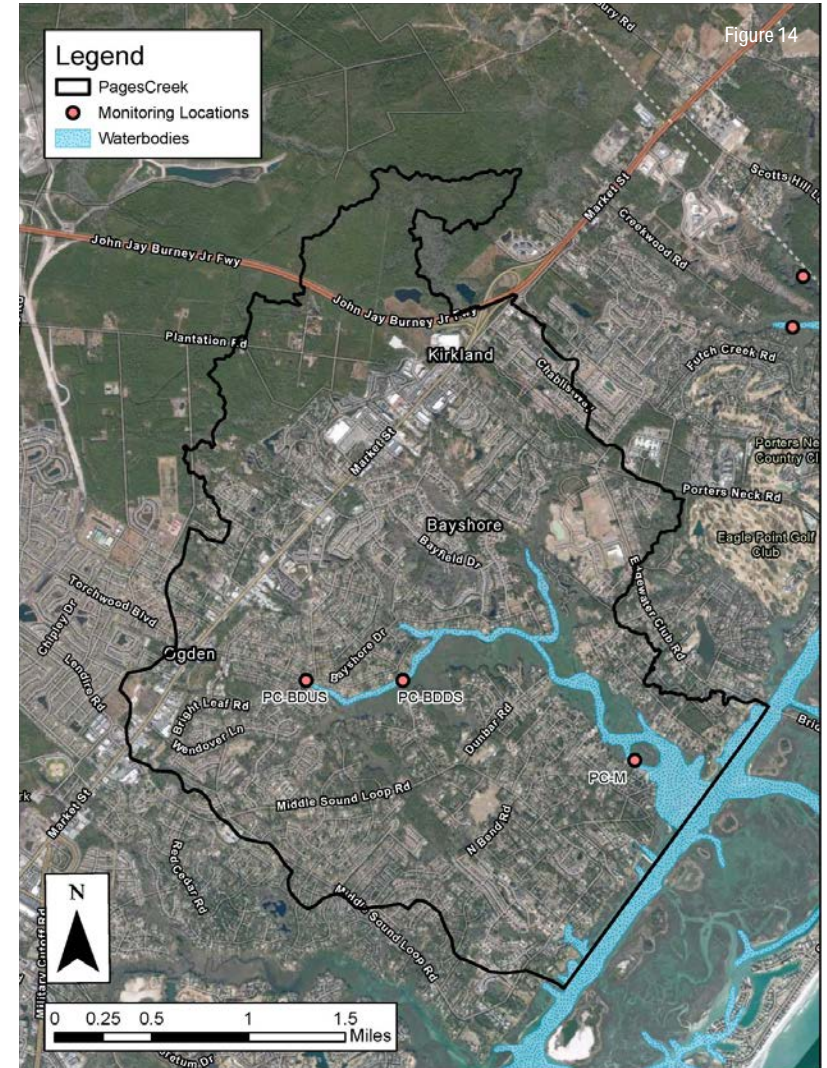 Figure 14
Legend
PagesCreek
Monitoring Locations
Waterbodies
Scotts Hill Lo
Market St
Creekwood Rd
John Jay Burney Jr Fwy
John Jay Burney Jr Fwy
Plantation Rd
Kirkland
Futch Creek Rd
Market St
Porters Ne
Country Cl
Porters Neck Rd
Bayshore
Bayfield Dr
Eagle Point Golf
Club
Edgewater Club Rd
Torchwood Blvd
Chipley Dr
Ogden
Bayshore Dr
Lendire Rd
PC-BDUS
PC-BDDS
Bright Leaf Rd
Wendover Ln
Dunbar Rd
PC-M
Middle Sound Loop Rd
N Bend Rd
Market St
Red Cedar Rd
Middle Sound Loop Rd
N
Military Cutoff Rd
0 0.25 0.5 1 1.5
Miles